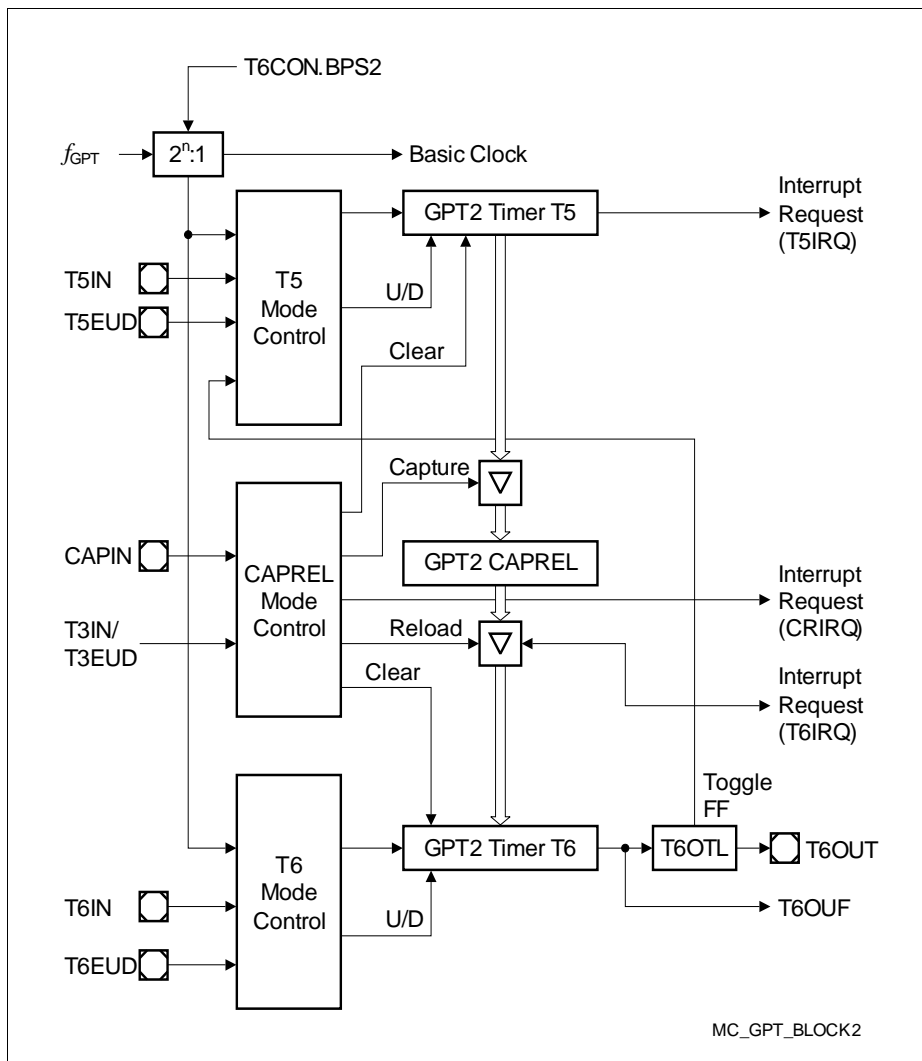 T6CON.BPS2
fGPT
2n:1
Basic Clock
T5IN
T5EUD
T5
Mode
Control
GPT2 Timer T5
U/D
Clear
Interrupt
Request
(T5IRQ)
Capture
CAPIN
T3IN/
T3EUD
CAPREL
Mode
Control
GPT2 CAPREL
Reload
Clear
Interrupt
Request
(CRIRQ)
Interrupt
Request
(T6IRQ)
Toggle
FF
T6IN
T6EUD
T6
Mode
Control
GPT2 Timer T6
U/D
T6OTL
T6OUT
T6OUF
MC_GPT_BLOCK2